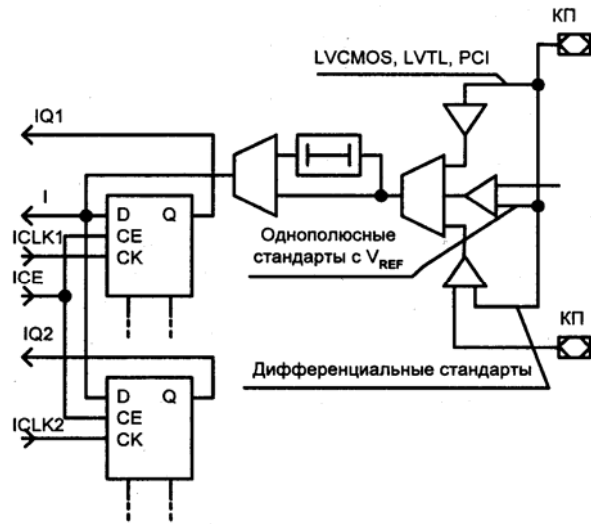 КП
LVCMOS, LVTL, PCI
IQ1
I
D Q
ICLK1
CE
CK
ICE
Однополюсные
стандарты с VREF
IQ2
КП
Дифференциальные стандарты
D Q
CE
ICLK2
CK